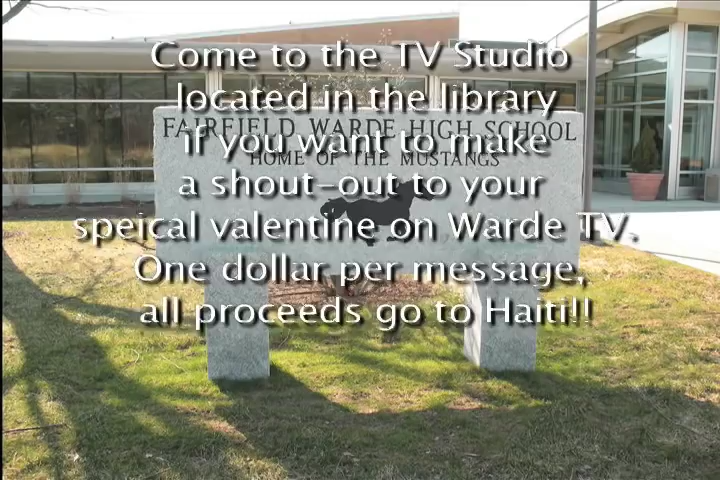 Come to the TV Studio
located in the library
FAIRFIELD WARDE HIGH SCHOOL
if you want to make
HOME OF THE MUSTANGS
a shout-out to your
speical valentine on Warde TV.
One dollar per message,
all proceeds go to Haiti!!